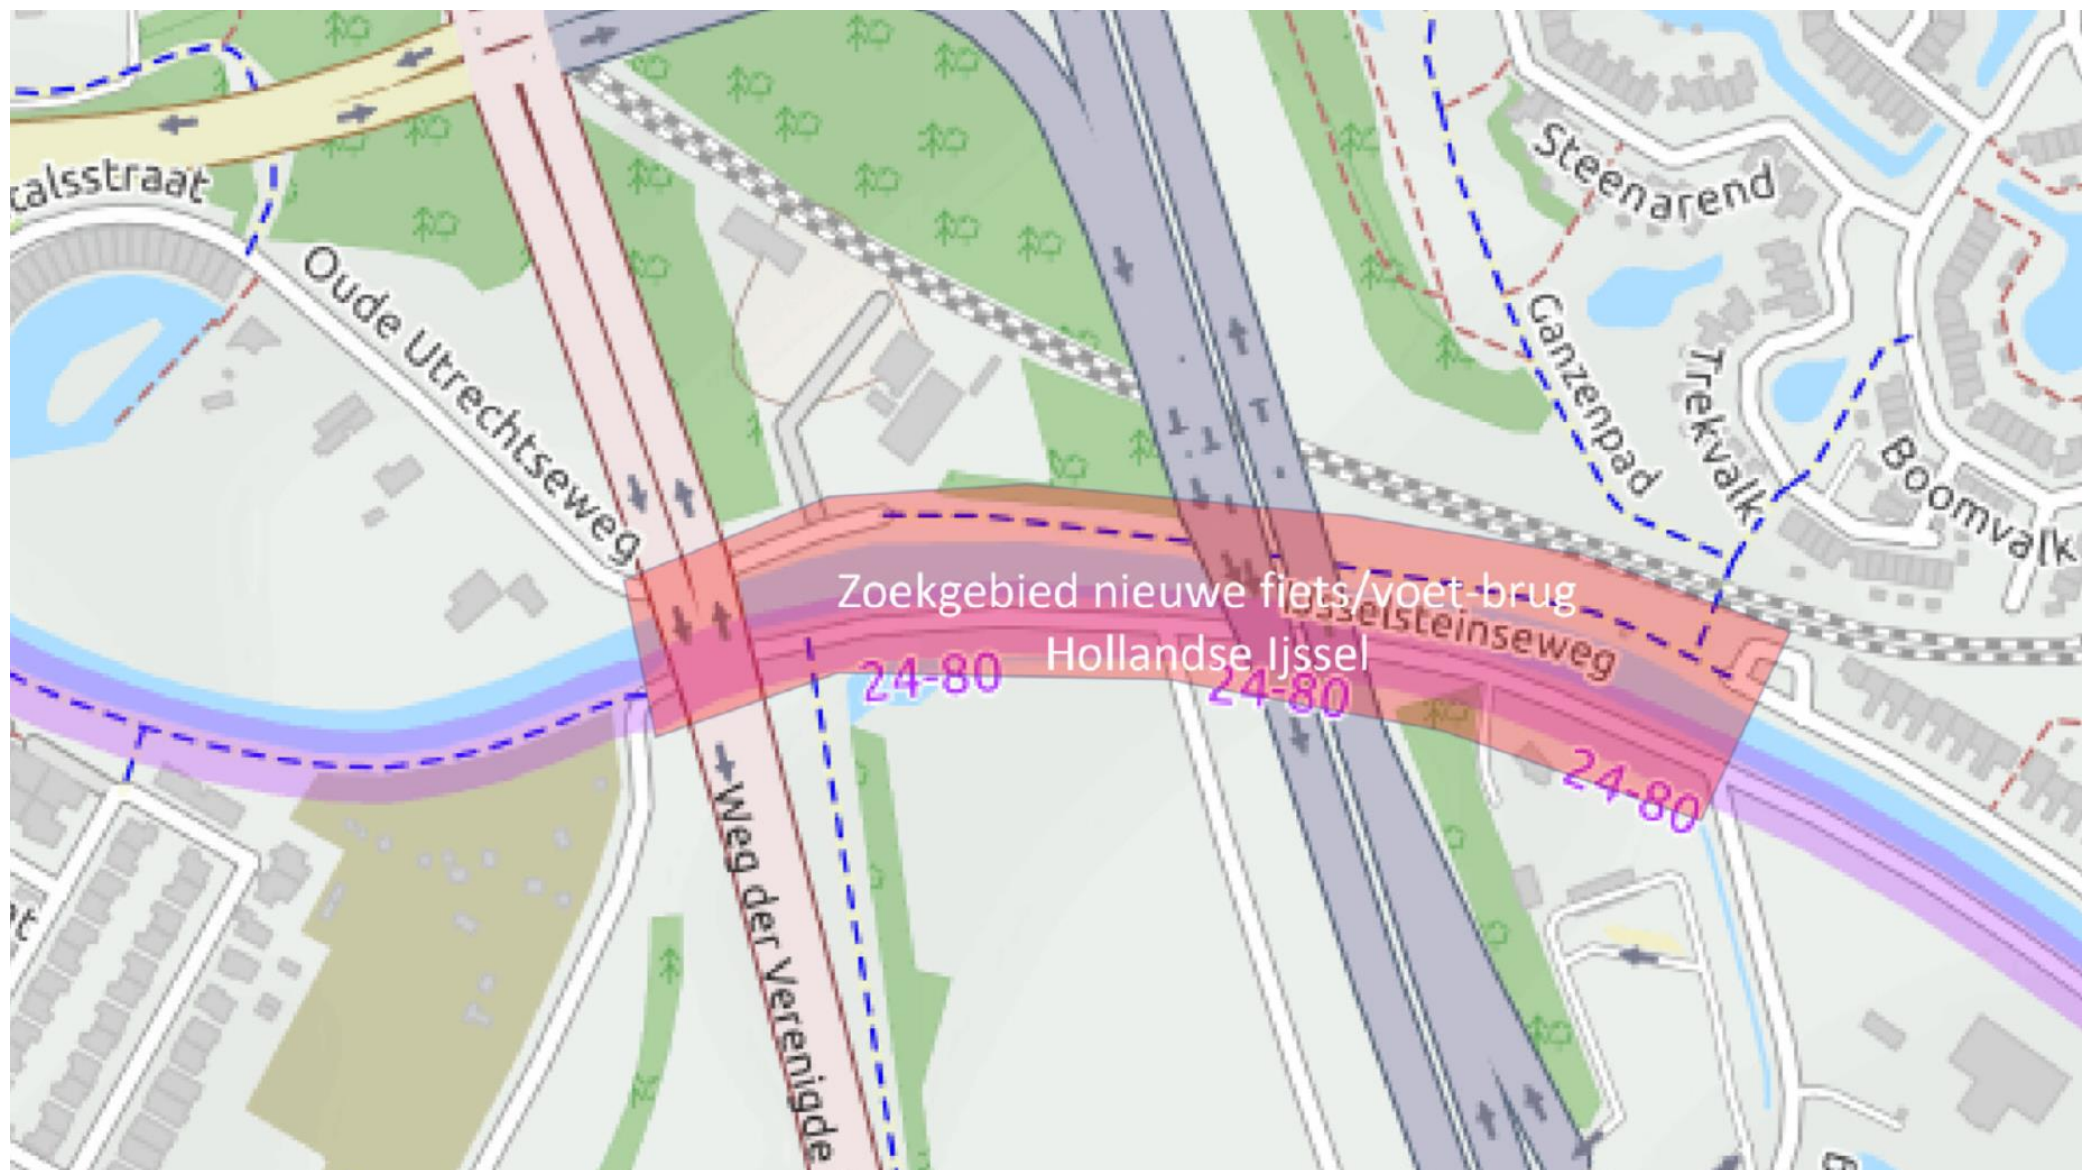 Steenarend
calsstraat
Oude Utrechtseweg
Ganzenpad
Trekvalk
Boomvalk
Zoekgebied nieuwe fiets/voet-brug
IJsselsteinseweg
Hollandse Ijssel
24-80
24-80
24-80
Weg der Verenigde